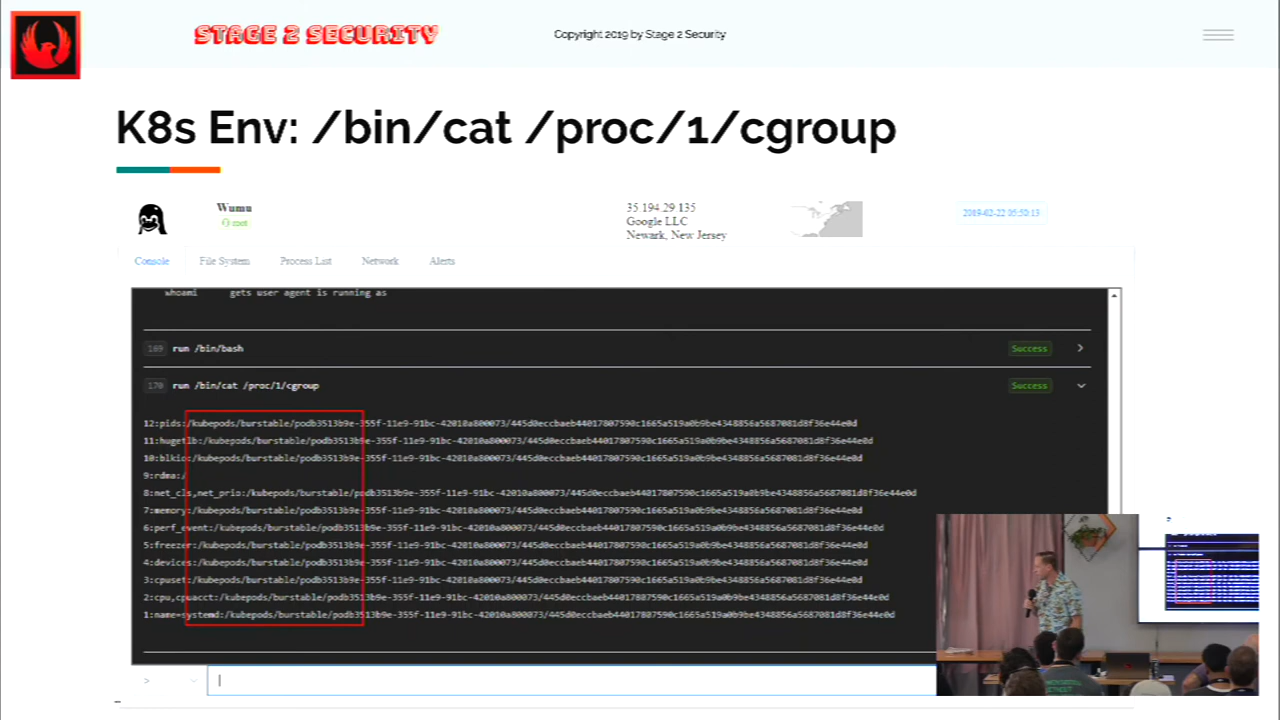 STAGE 2 SECURITY
Copyright 2019 by Stage 2 Security
K8s Env: /bin/cat /proc/1/cgroup
Wumu
root
35.194.29.135
Google LLC
Newark, New Jersey
2019-02-22 05:50:13
Console File System Process List Network Alerts
whoami gets user agent is running as
169 run /bin/bash Success
170 run /bin/cat /proc/1/cgroup Success
12:pids:/kubepods/burstable/podb3513b9e-355f-11e9-91bc-42010a800073/445d0eccbaeb44017807590c1665a519a0b9be4348856a5687081d8f36e44e0d
11:hugetlb:/kubepods/burstable/podb3513b9e-355f-11e9-91bc-42010a800073/445d0eccbaeb44017807590c1665a519a0b9be4348856a5687081d8f36e44e0d
10:blkio:/kubepods/burstable/podb3513b9e-355f-11e9-91bc-42010a800073/445d0eccbaeb44017807590c1665a519a0b9be4348856a5687081d8f36e44e0d
9:rdma:/
8:net_cls,net_prio:/kubepods/burstable/podb3513b9e-355f-11e9-91bc-42010a800073/445d0eccbaeb44017807590c1665a519a0b9be4348856a5687081d8f36e44e0d
7:memory:/kubepods/burstable/podb3513b9e-355f-11e9-91bc-42010a800073/445d0eccbaeb44017807590c1665a519a0b9be4348856a5687081d8f36e44e0d
6:perf_event:/kubepods/burstable/podb3513b9e-355f-11e9-91bc-42010a800073/445d0eccbaeb44017807590c1665a519a0b9be4348856a5687081d8f36e44e0d
5:freezer:/kubepods/burstable/podb3513b9e-355f-11e9-91bc-42010a800073/445d0eccbaeb44017807590c1665a519a0b9be4348856a5687081d8f36e44e0d
4:devices:/kubepods/burstable/podb3513b9e-355f-11e9-91bc-42010a800073/445d0eccbaeb44017807590c1665a519a0b9be4348856a5687081d8f36e44e0d
3:cpuset:/kubepods/burstable/podb3513b9e-355f-11e9-91bc-42010a800073/445d0eccbaeb44017807590c1665a519a0b9be4348856a5687081d8f36e44e0d
2:cpu,cpuacct:/kubepods/burstable/podb3513b9e-355f-11e9-91bc-42010a800073/445d0eccbaeb44017807590c1665a519a0b9be4348856a5687081d8f36e44e0d
1:name=systemd:/kubepods/burstable/podb3513b9e-355f-11e9-91bc-42010a800073/445d0eccbaeb44017807590c1665a519a0b9be4348856a5687081d8f36e44e0d
>